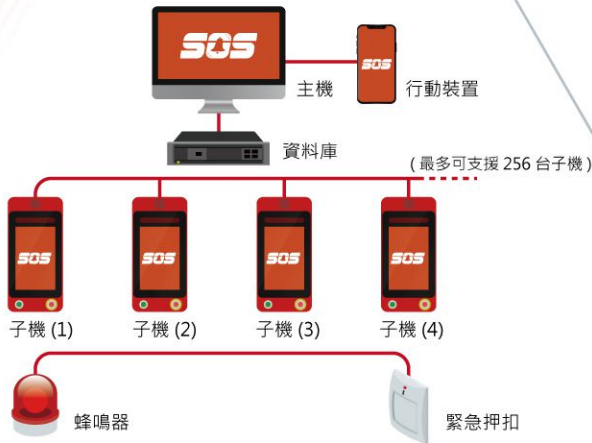 SOS
SOS
主機
行動裝置
資料庫
( 最多可支援 256 台子機 )
SOS
SOS
SOS
SOS
子機 (1)
子機 (2)
子機 (3)
子機 (4)
蜂鳴器
緊急押扣